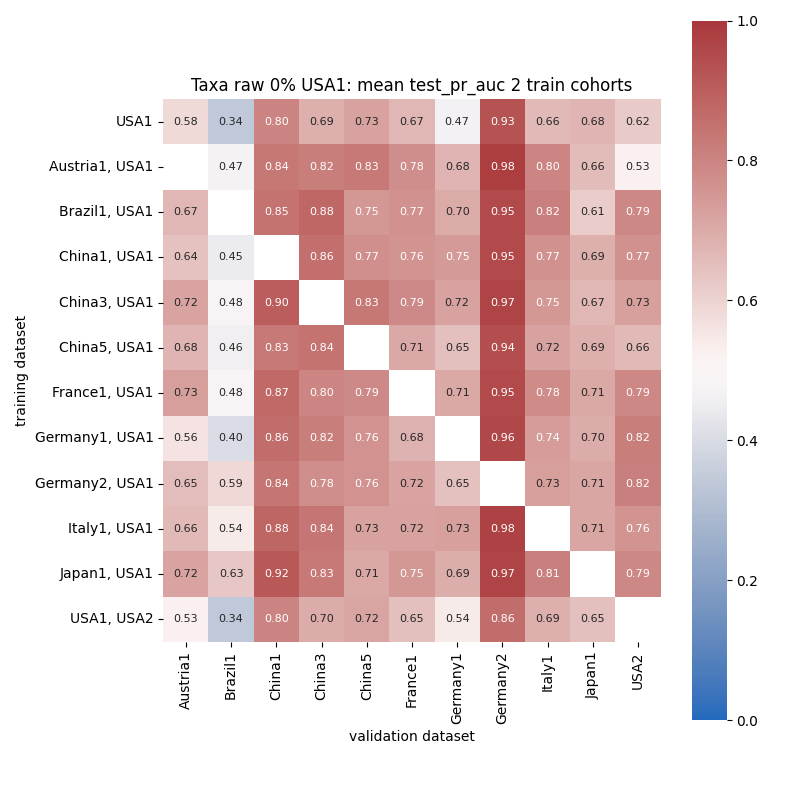 Taxa raw 0% USA1: mean test_pr_auc 2 train cohorts
training dataset
USA1 0.58 0.34 0.80 0.69 0.73 0.67 0.47 0.93 0.66 0.68 0.62
Austria1, USA1 0.47 0.84 0.82 0.83 0.78 0.68 0.98 0.80 0.66 0.53
Brazil1, USA1 0.67 0.85 0.88 0.75 0.77 0.70 0.95 0.82 0.61 0.79
China1, USA1 0.64 0.45 0.86 0.77 0.76 0.75 0.95 0.77 0.69 0.77
China3, USA1 0.72 0.48 0.90 0.83 0.79 0.72 0.97 0.75 0.67 0.73
China5, USA1 0.68 0.46 0.83 0.84 0.71 0.65 0.94 0.72 0.69 0.66
France1, USA1 0.73 0.48 0.87 0.80 0.79 0.71 0.95 0.78 0.71 0.79
Germany1, USA1 0.56 0.40 0.86 0.82 0.76 0.68 0.96 0.74 0.70 0.82
Germany2, USA1 0.65 0.59 0.84 0.78 0.76 0.72 0.65 0.73 0.71 0.82
Italy1, USA1 0.66 0.54 0.88 0.84 0.73 0.72 0.73 0.98 0.71 0.76
Japan1, USA1 0.72 0.63 0.92 0.83 0.71 0.75 0.69 0.97 0.81 0.79
USA1, USA2 0.53 0.34 0.80 0.70 0.72 0.65 0.54 0.86 0.69 0.65
Austria1 Brazil1 China1 China3 China5 France1 Germany1 Germany2 Italy1 Japan1 USA2
validation dataset
1.0
0.8
0.6
0.4
0.2
0.0